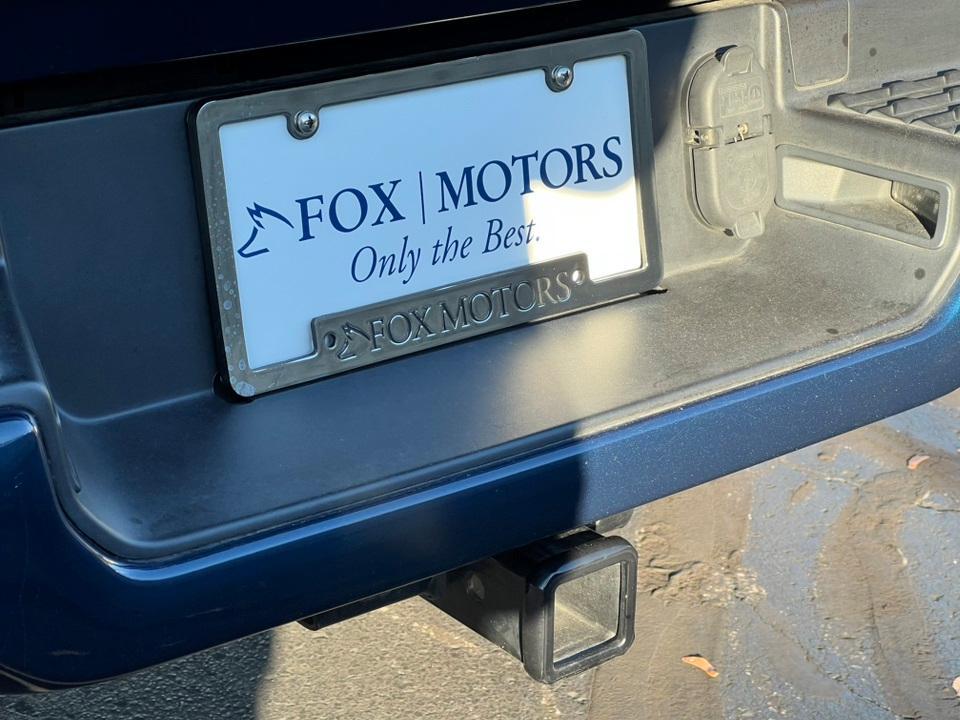 FOX | MOTORS
Only the Best.
FOX MOTORS